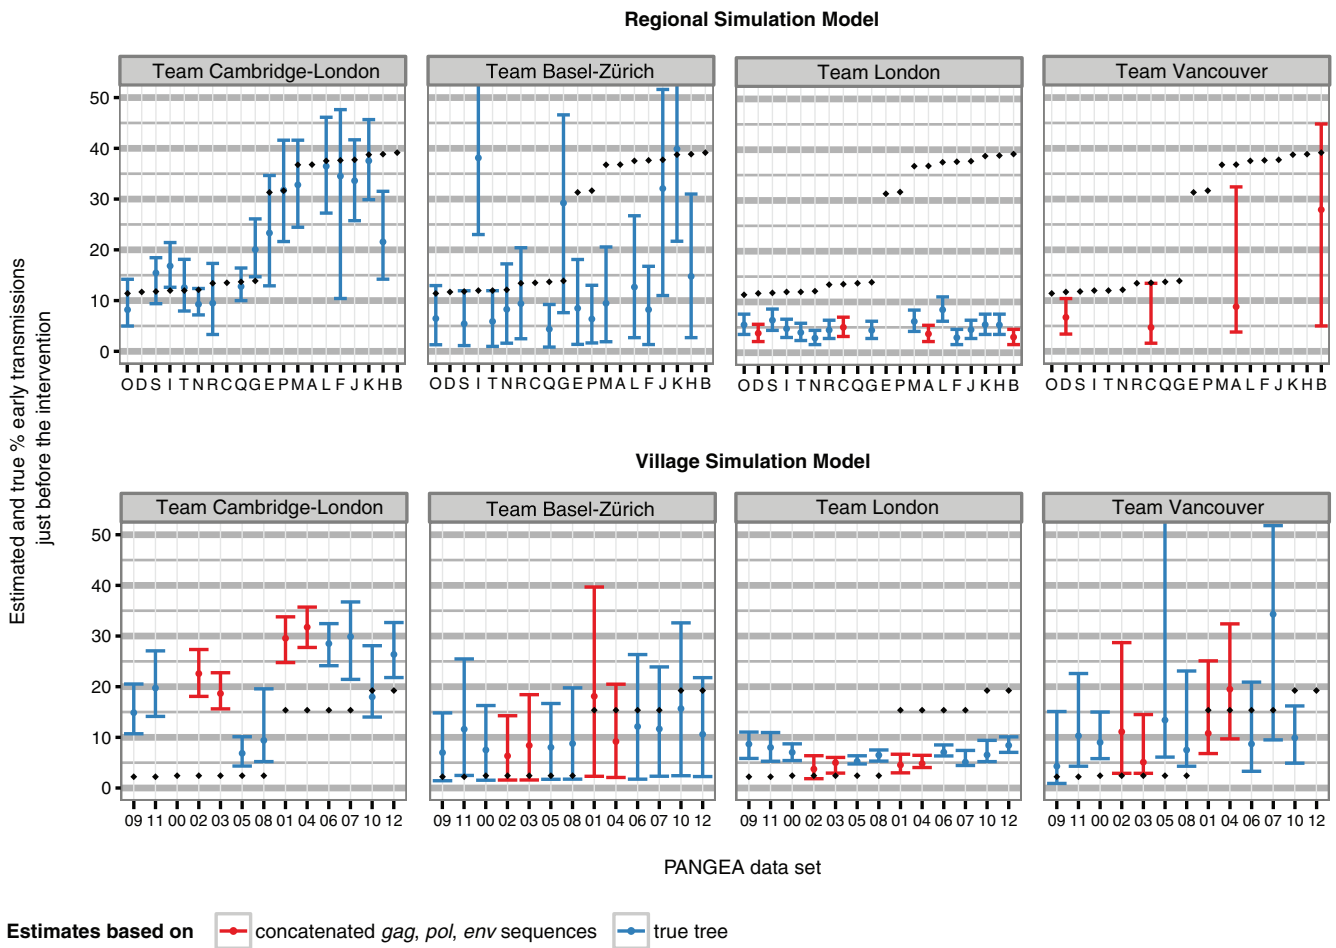 Regional Simulation Model
Team Cambridge-London
Team Basel-Zürich
Team London
Team Vancouver
50
40
30
20
10
0
O D S I T N R C Q G E P M A L F J K H B
O D S I T N R C Q G E P M A L F J K H B
O D S I T N R C Q G E P M A L F J K H B
O D S I T N R C Q G E P M A L F J K H B
Estimated and true % early transmissions
just before the intervention
Village Simulation Model
Team Cambridge-London
Team Basel-Zürich
Team London
Team Vancouver
50
40
30
20
10
0
09 11 00 02 03 05 08 01 04 06 07 10 12
09 11 00 02 03 05 08 01 04 06 07 10 12
09 11 00 02 03 05 08 01 04 06 07 10 12
09 11 00 02 03 05 08 01 04 06 07 10 12
PANGEA data set
Estimates based on concatenated gag, pol, env sequences true tree